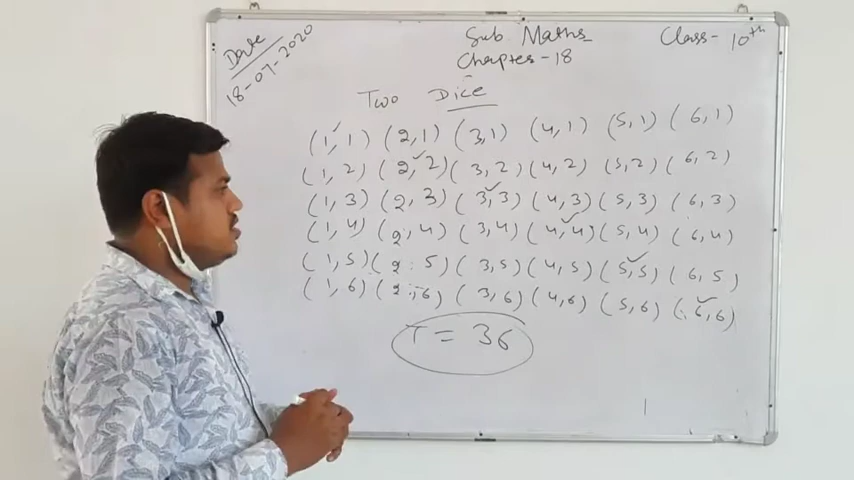 Date
18-07-2020
Sub Maths
Class- 10th
Chapter-18
Two Dice
(1, 1) (2, 1) (3, 1) (4, 1) (5, 1) (6, 1)
(1, 2) (2, 2) (3, 2) (4, 2) (5, 2) (6, 2)
(1, 3) (2, 3) (3, 3) (4, 3) (5, 3) (6, 3)
(1, 4) (2, 4) (3, 4) (4, 4) (5, 4) (6, 4)
(1, 5) (2, 5) (3, 5) (4, 5) (5, 5) (6, 5)
(1, 6) (2, 6) (3, 6) (4, 6) (5, 6) (6, 6)
T = 36